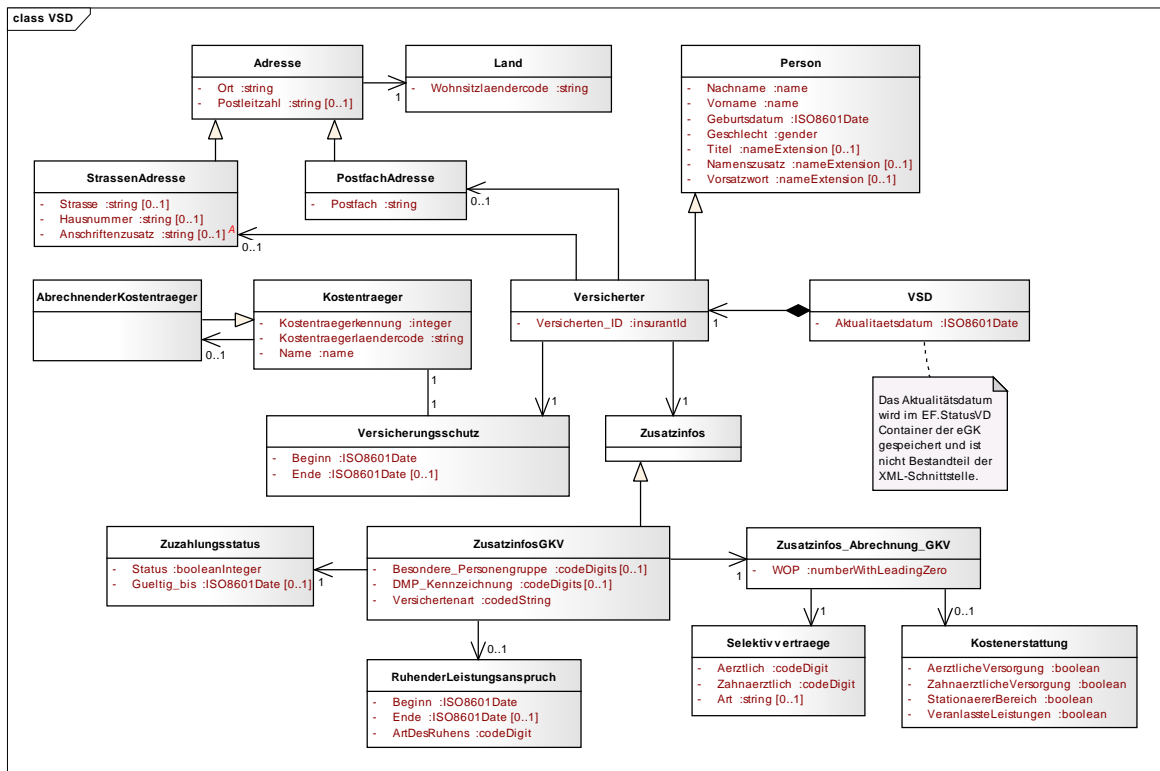 class VSD
Adresse
- Ort :string
- Postleitzahl :string [0..1]
1
Land
- Wohnsitzlaendercode :string
Person
- Nachname :name
- Vorname :name
- Geburtsdatum :ISO8601Date
- Geschlecht :gender
- Titel :nameExtension [0..1]
- Namenszusatz :nameExtension [0..1]
- Vorsatzwort :nameExtension [0..1]
StrassenAdresse
- Strasse :string [0..1]
- Hausnummer :string [0..1]
- Anschriftenzusatz :string [0..1] A
0..1
PostfachAdresse
- Postfach :string
0..1
AbrechnenderKostentraeger
0..1
Kostentraeger
- Kostentraegerkennung :integer
- Kostentraegerlaendercode :string
- Name :name
1
1
Versicherter
- Versicherten_ID :insurantId
1
VSD
- Aktualitaetsdatum :ISO8601Date
Das Aktualitätsdatum
wird im EF.StatusVD
Container der eGK
gespeichert und ist
nicht Bestandteil der
XML-Schnittstelle.
1
1
Versicherungsschutz
- Beginn :ISO8601Date
- Ende :ISO8601Date [0..1]
Zusatzinfos
Zuzahlungsstatus
- Status :booleanInteger
- Gueltig_bis :ISO8601Date [0..1]
1
ZusatzinfosGKV
- Besondere_Personengruppe :codeDigits [0..1]
- DMP_Kennzeichnung :codeDigits [0..1]
- Versichertenart :codedString
1
Zusatzinfos_Abrechnung_GKV
- WOP :numberWithLeadingZero
0..1
1
0..1
RuhenderLeistungsanspruch
- Beginn :ISO8601Date
- Ende :ISO8601Date [0..1]
- ArtDesRuhens :codeDigit
Selektivvertraege
- Aerztlich :codeDigit
- Zahnaerztlich :codeDigit
- Art :string [0..1]
Kostenerstattung
- AerztlicheVersorgung :boolean
- ZahnaerztlicheVersorgung :boolean
- StationaererBereich :boolean
- VeranlassteLeistungen :boolean